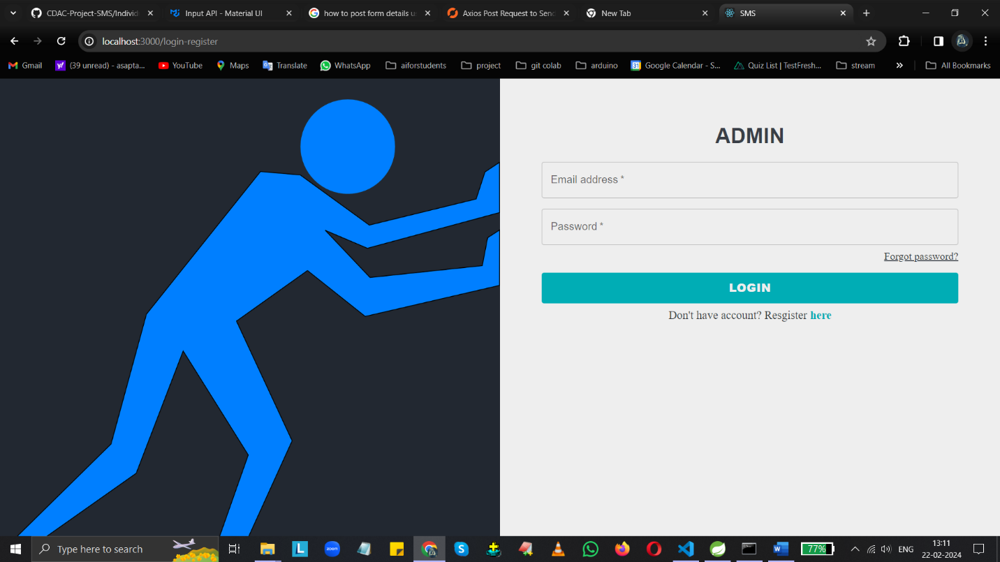 CDAC-Project-SMS/Individ
Input API - Material UI
how to post form details u
Axios Post Request to Send
New Tab
SMS
localhost:3000/login-register
Gmail
(39 unread) - asapta...
YouTube
Maps
Translate
WhatsApp
aiforstudents
project
git colab
arduino
31
Google Calendar - S...
Quiz List | TestFresh...
stream
All Bookmarks
ADMIN
Email address *
Password *
Forgot password?
LOGIN
Don't have account? Resgister here
Type here to search
L
zoom
77%
ENG
13:11
22-02-2024